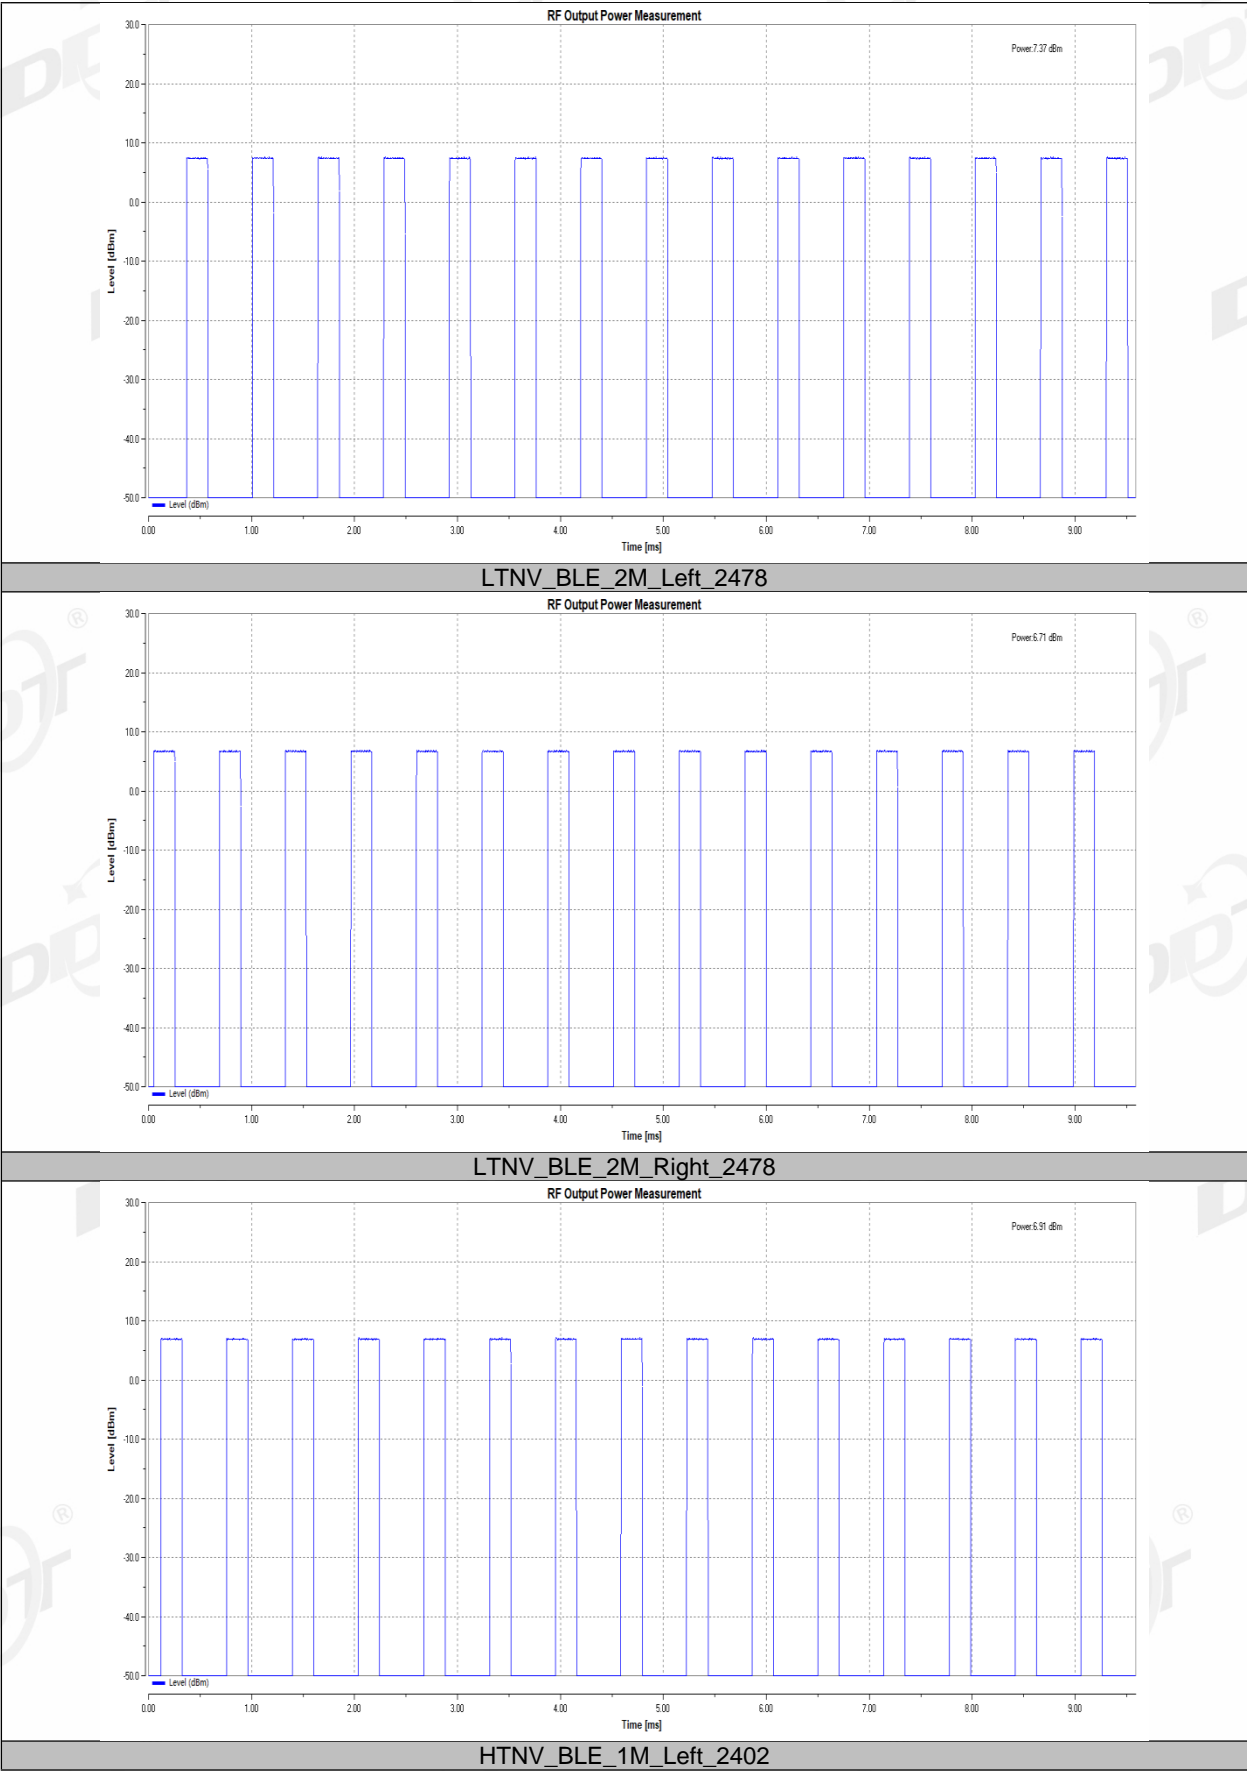 RF Output Power Measurement
Power:7.37 dBm
30.0
20.0
10.0
0.0
-10.0
-20.0
-30.0
-40.0
-50.0
Level [dBm]
Level (dBm)
0.00 1.00 2.00 3.00 4.00 5.00 6.00 7.00 8.00 9.00
Time [ms]
LTNV_BLE_2M_Left_2478
RF Output Power Measurement
Power:6.71 dBm
30.0
20.0
10.0
0.0
-10.0
-20.0
-30.0
-40.0
-50.0
Level [dBm]
Level (dBm)
0.00 1.00 2.00 3.00 4.00 5.00 6.00 7.00 8.00 9.00
Time [ms]
LTNV_BLE_2M_Right_2478
RF Output Power Measurement
Power:6.91 dBm
30.0
20.0
10.0
0.0
-10.0
-20.0
-30.0
-40.0
-50.0
Level [dBm]
Level (dBm)
0.00 1.00 2.00 3.00 4.00 5.00 6.00 7.00 8.00 9.00
Time [ms]
HTNV_BLE_1M_Left_2402